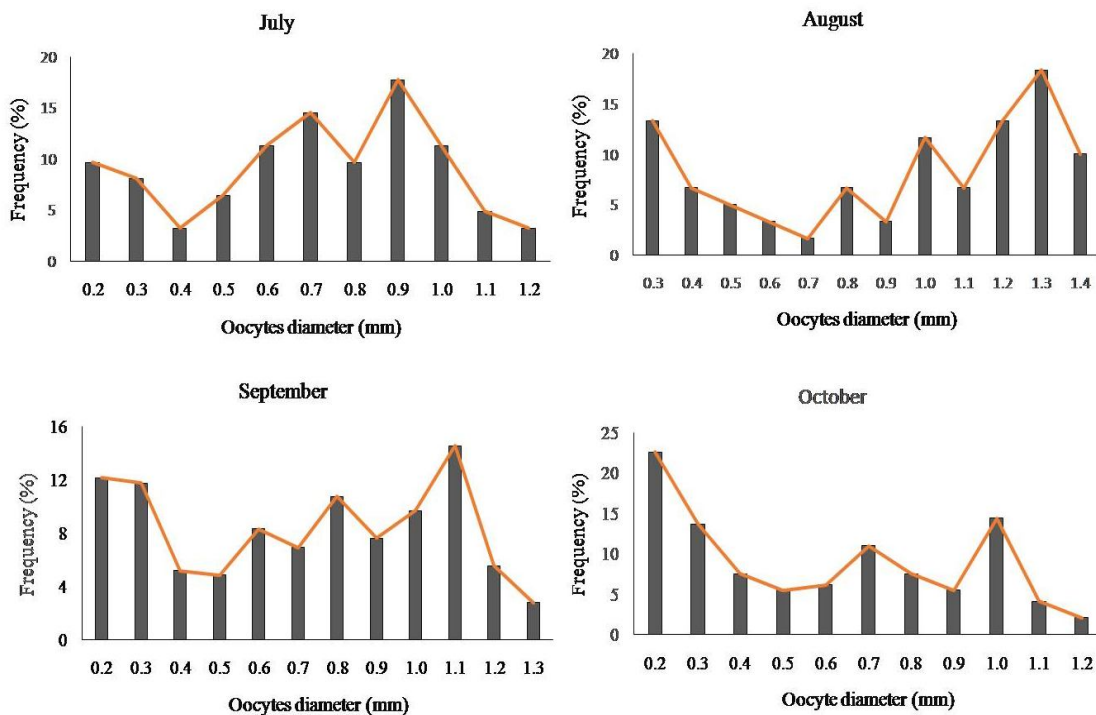 July
20
15
10
5
0
Frequency (%)
0.2 0.3 0.4 0.5 0.6 0.7 0.8 0.9 1.0 1.1 1.2
Oocytes diameter (mm)
August
20
15
10
5
0
Frequency (%)
0.3 0.4 0.5 0.6 0.7 0.8 0.9 1.0 1.1 1.2 1.3 1.4
Oocytes diameter (mm)
September
16
12
8
4
0
Frequency (%)
0.2 0.3 0.4 0.5 0.6 0.7 0.8 0.9 1.0 1.1 1.2 1.3
Oocytes diameter (mm)
October
25
20
15
10
5
0
Frequency (%)
0.2 0.3 0.4 0.5 0.6 0.7 0.8 0.9 1.0 1.1 1.2
Oocyte diameter (mm)